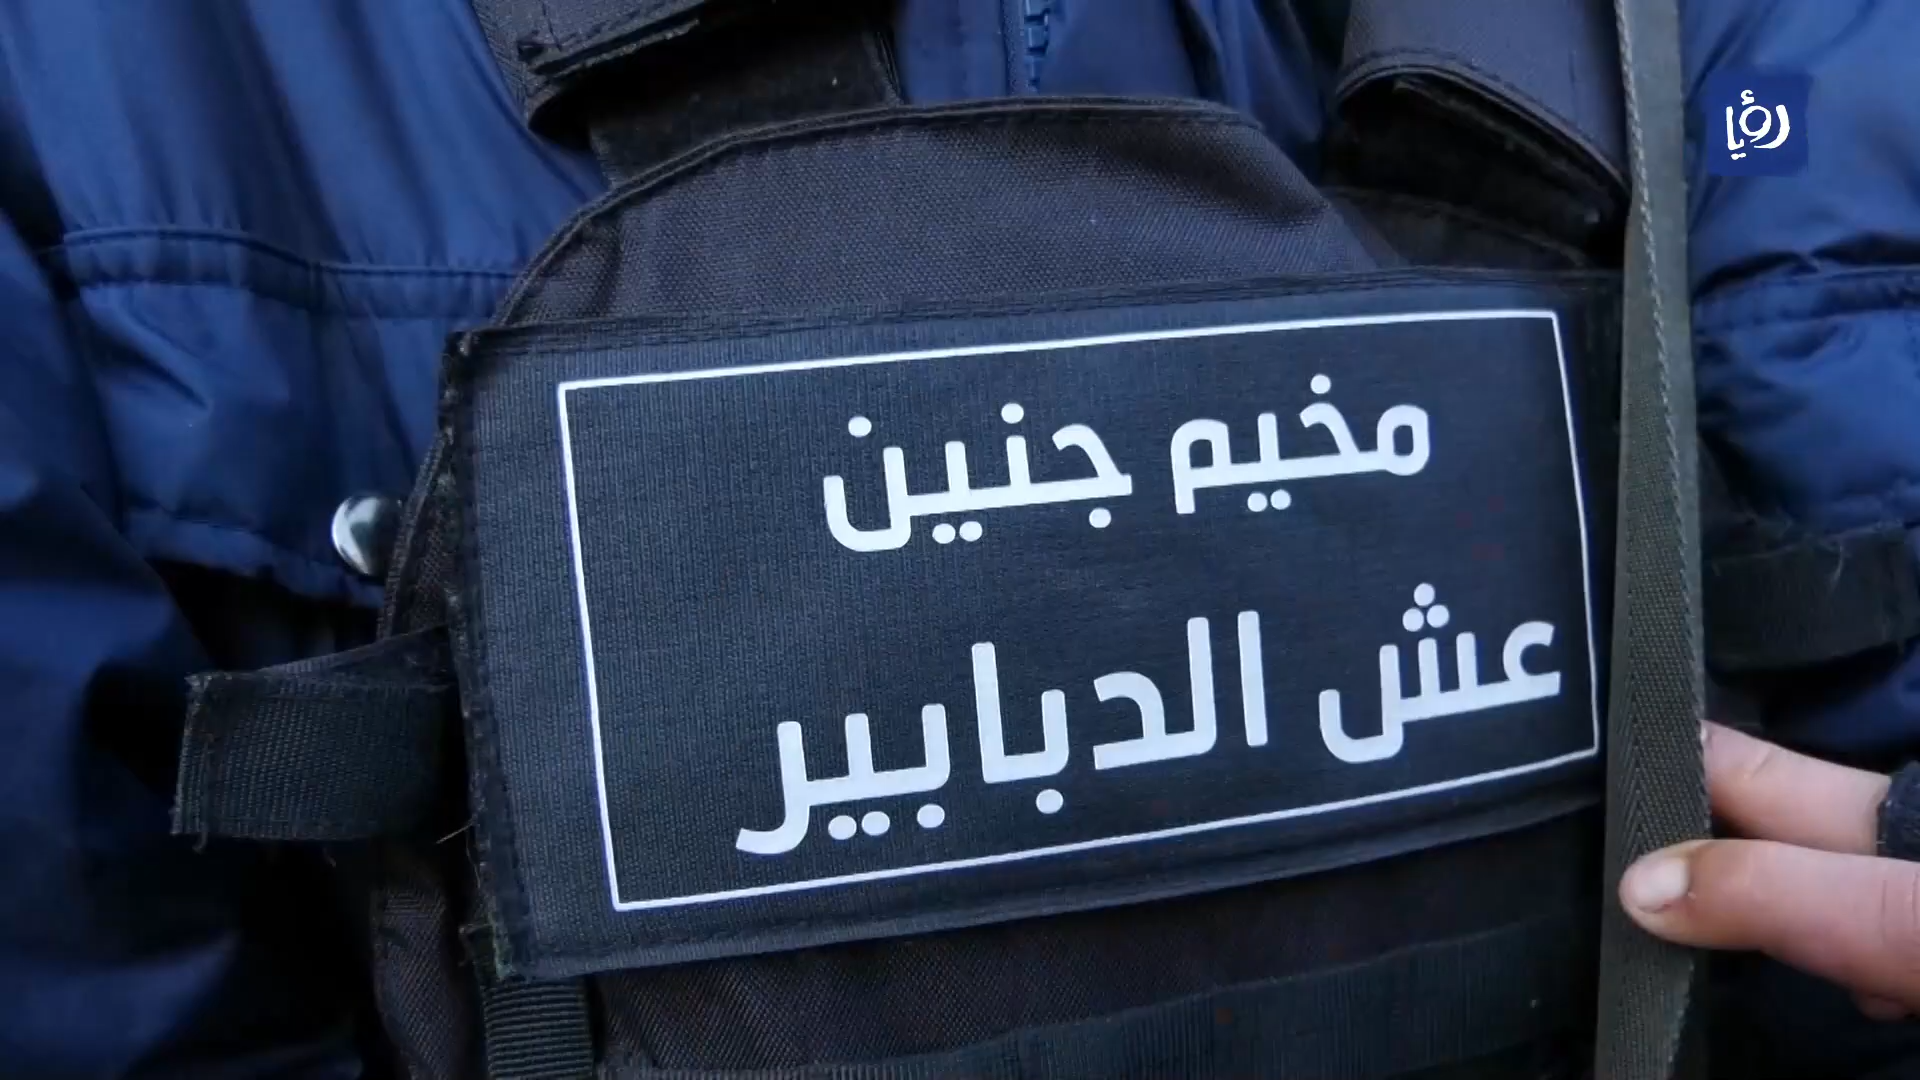 رؤيا
مخيم جنين
عش الدبابير